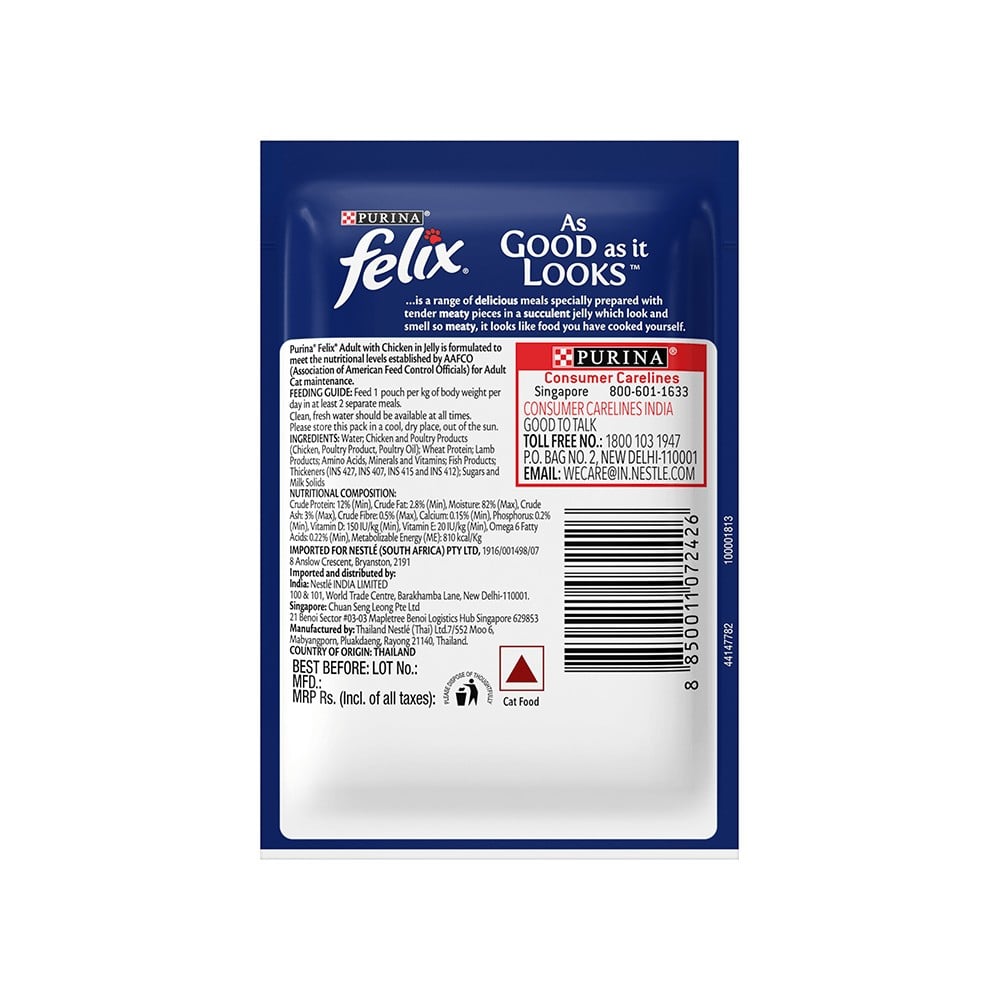 PURINA®
felix®
As
GOOD as it
LOOKS™
...is a range of delicious meals specially prepared with
tender meaty pieces in a succulent jelly which look and
smell so meaty, it looks like food you have cooked yourself.
Purina® Felix® Adult with Chicken in Jelly is formulated to
meet the nutritional levels established by AAFCO
(Association of American Feed Control Officials) for Adult
Cat maintenance.
FEEDING GUIDE: Feed 1 pouch per kg of body weight per
day in at least 2 separate meals.
Clean, fresh water should be available at all times.
Please store this pack in a cool, dry place, out of the sun.
INGREDIENTS: Water; Chicken and Poultry Products
(Chicken, Poultry Product, Poultry Oil); Wheat Protein; Lamb
Products; Amino Acids, Minerals and Vitamins; Fish Products;
Thickeners (INS 427, INS 407, INS 415 and INS 412); Sugars and
Milk Solids
NUTRITIONAL COMPOSITION:
Crude Protein: 12% (Min), Crude Fat: 2.8% (Min), Moisture: 82% (Max), Crude
Ash: 3% (Max), Crude Fibre: 0.5% (Max), Calcium: 0.15% (Min), Phosphorus: 0.2%
(Min), Vitamin D: 150 IU/kg (Min), Vitamin E: 20 IU/kg (Min), Omega 6 Fatty
Acids: 0.22% (Min), Metabolizable Energy (ME): 810 kcal/Kg
IMPORTED FOR NESTLÉ (SOUTH AFRICA) PTY LTD, 1916/001498/07
8 Anslow Crescent, Bryanston, 2191
Imported and distributed by:
India: Nestlé INDIA LIMITED
100 & 101, World Trade Centre, Barakhamba Lane, New Delhi-110001.
Singapore: Chuan Seng Leong Pte Ltd
21 Benoi Sector #03-03 Mapletree Benoi Logistics Hub Singapore 629853
Manufactured by: Thailand Nestlé (Thai) Ltd.7/552 Moo 6,
Mabyangporn, Pluakdaeng, Rayong 21140, Thailand.
COUNTRY OF ORIGIN: THAILAND
BEST BEFORE: LOT No.:
MFD.:
MRP Rs. (Incl. of all taxes):
PLEASE DISPOSE OF THOUGHTFULLY
Cat Food
PURINA®
Consumer Carelines
Singapore 800-601-1633
CONSUMER CARELINES INDIA
GOOD TO TALK
TOLL FREE NO.: 1800 103 1947
P.O. BAG NO. 2, NEW DELHI-110001
EMAIL: WECARE@IN.NESTLE.COM
8 850011 072426
44147782 100001813